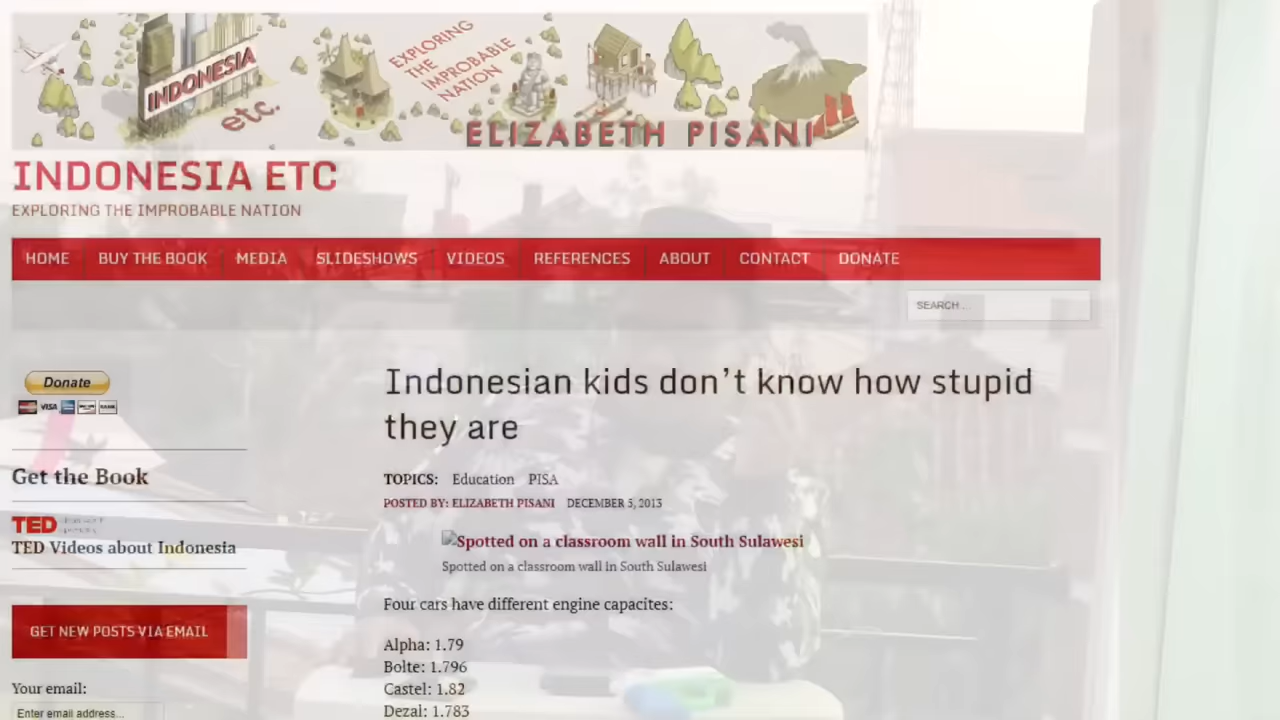 INDONESIA
etc.
EXPLORING
THE
IMPROBABLE
NATION
ELIZABETH PISANI
INDONESIA ETC
EXPLORING THE IMPROBABLE NATION
HOME BUY THE BOOK MEDIA SLIDESHOWS VIDEOS REFERENCES ABOUT CONTACT DONATE
SEARCH ...
Donate
VISA
Indonesian kids don't know how stupid
they are
Get the Book
TOPICS: Education PISA
POSTED BY: ELIZABETH PISANI DECEMBER 5, 2013
TED
TED Videos about Indonesia
Spotted on a classroom wall in South Sulawesi
Spotted on a classroom wall in South Sulawesi
Four cars have different engine capacites:
GET NEW POSTS VIA EMAIL
Alpha: 1.79
Bolte: 1.796
Castel: 1.82
Dezal: 1.783
Your email:
Enter email address...